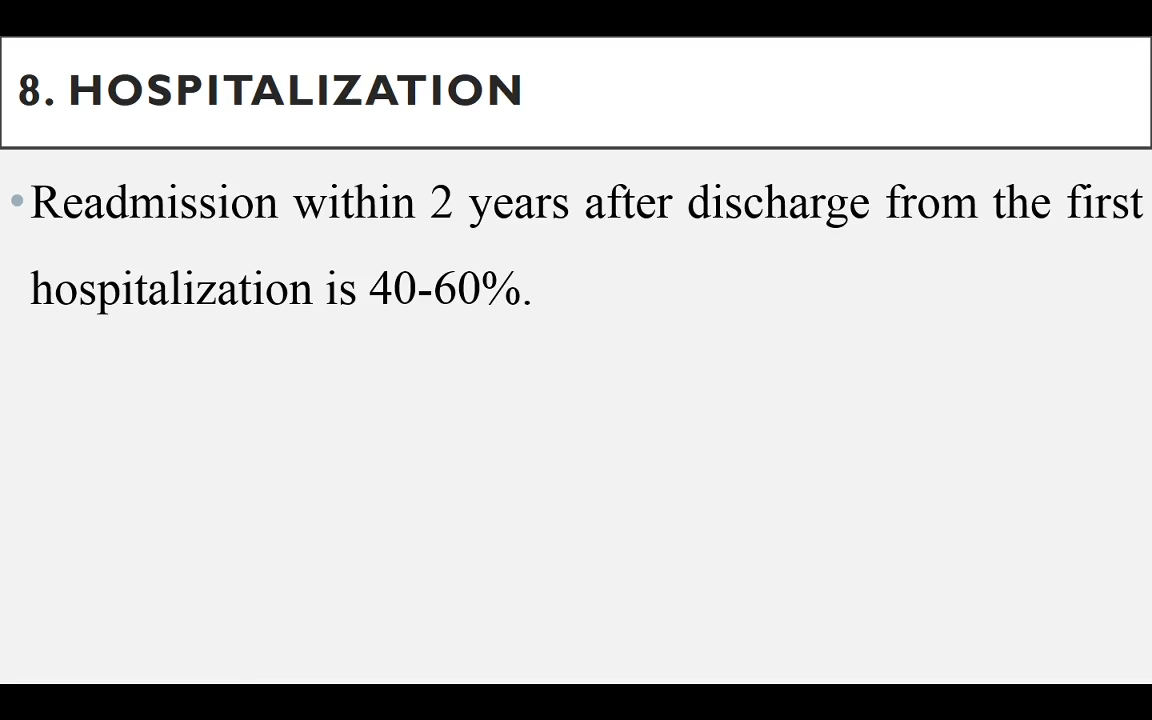 8. HOSPITALIZATION
•Readmission within 2 years after discharge from the first
hospitalization is 40-60%.